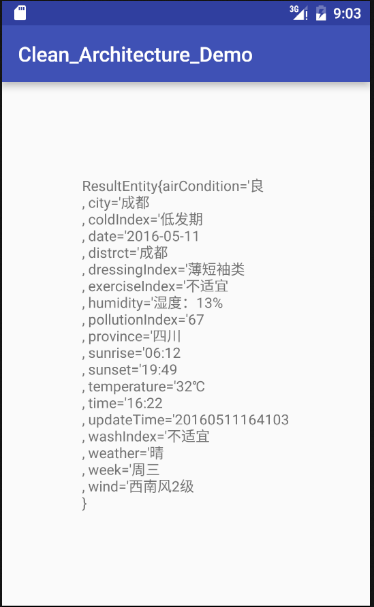 3G 9:03
Clean_Architecture_Demo
ResultEntity{airCondition='良
, city='成都
, coldIndex='低发期
, date='2016-05-11
, distrct='成都
, dressingIndex='薄短袖类
, exerciseIndex='不适宜
, humidity='湿度：13%
, pollutionIndex='67
, province='四川
, sunrise='06:12
, sunset='19:49
, temperature='32℃
, time='16:22
, updateTime='20160511164103
, washIndex='不适宜
, weather='晴
, week='周三
, wind='西南风2级
}